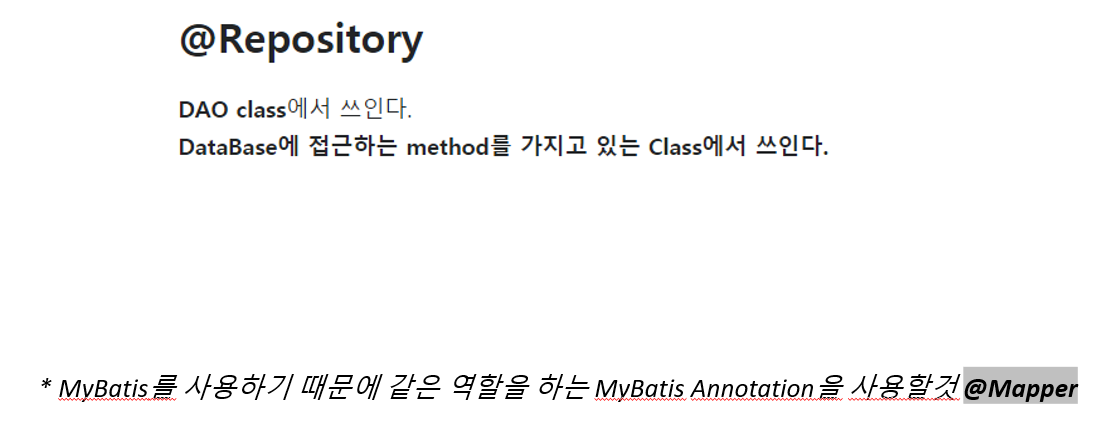 @Repository
DAO class에서 쓰인다.
DataBase에 접근하는 method를 가지고 있는 Class에서 쓰인다.
* MyBatis를 사용하기 때문에 같은 역할을 하는 MyBatis Annotation을 사용할것 @Mapper